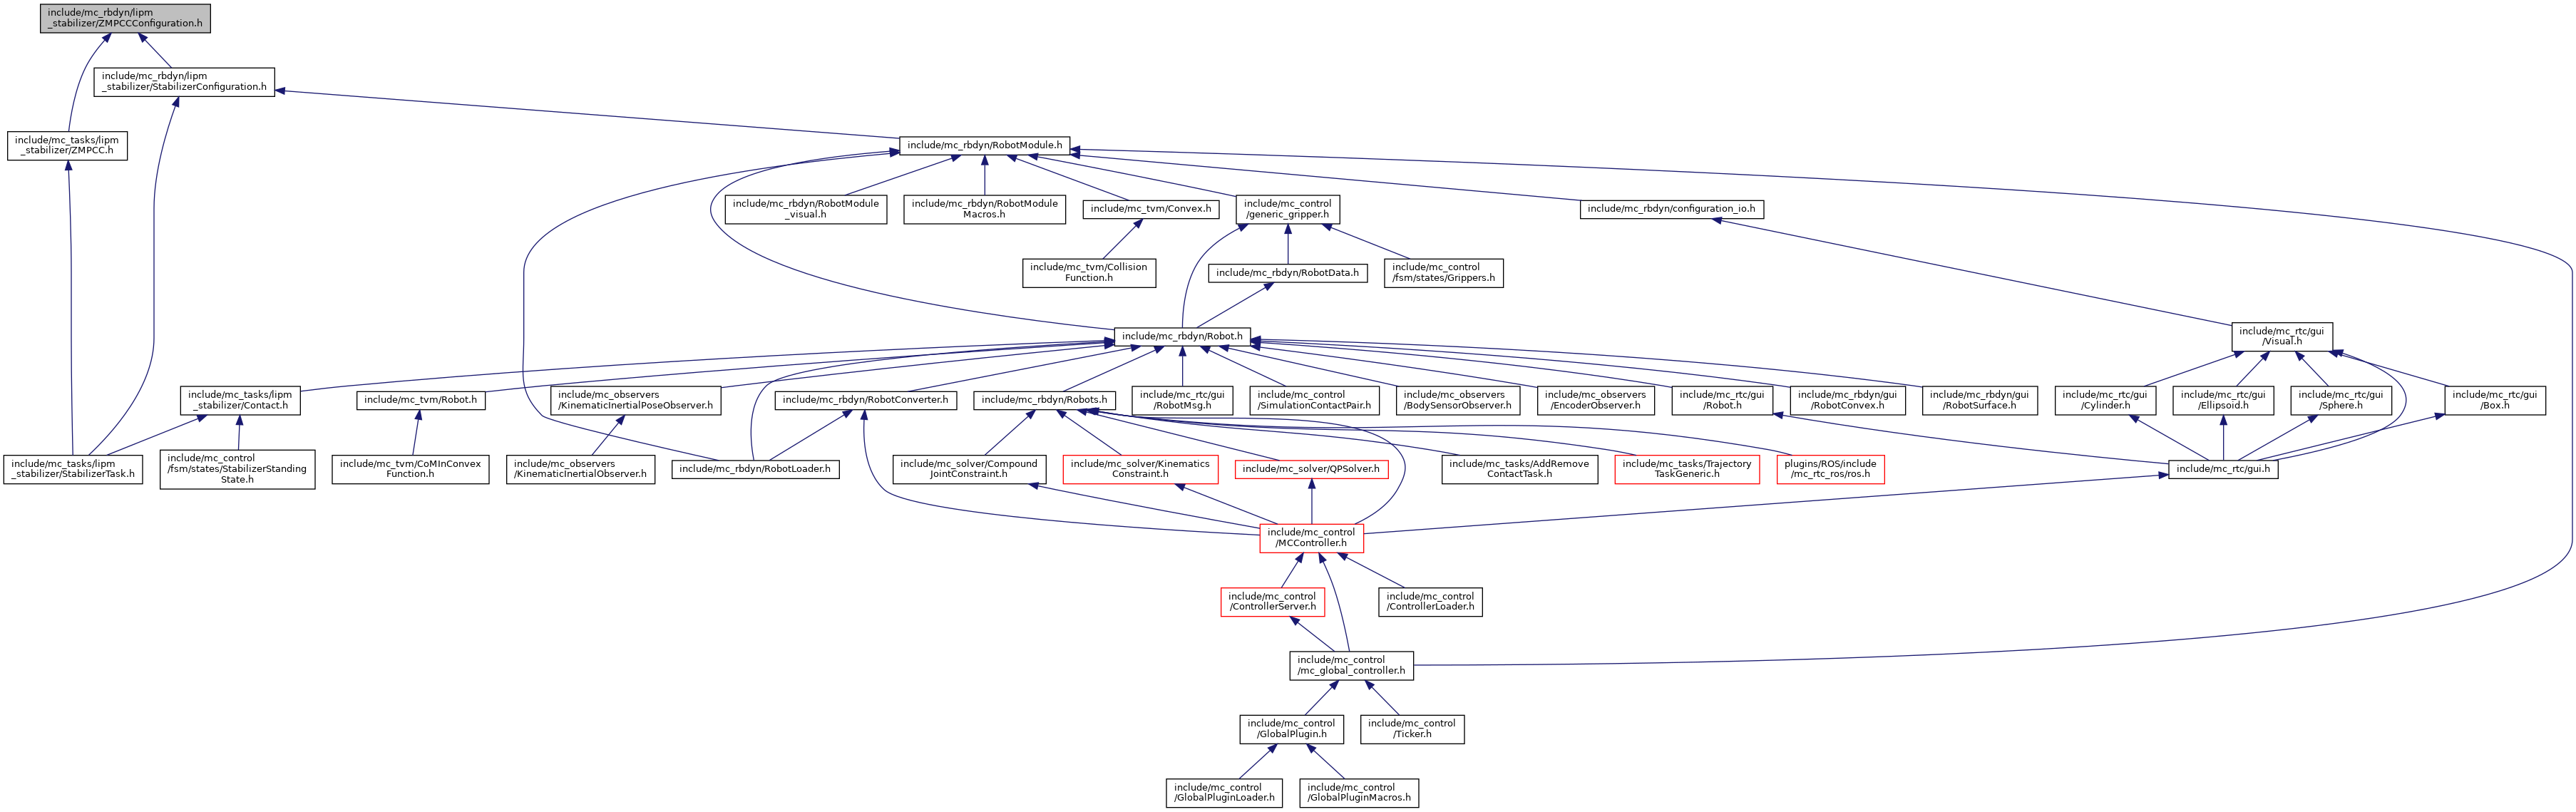 include/mc_rbdyn/lipm
_stabilizer/ZMPCCConfiguration.h
include/mc_rbdyn/lipm
_stabilizer/StabilizerConfiguration.h
include/mc_tasks/lipm
_stabilizer/ZMPCC.h
include/mc_rbdyn/RobotModule.h
include/mc_rbdyn/RobotModule
_visual.h
include/mc_rbdyn/RobotModule
Macros.h
include/mc_tvm/Convex.h
include/mc_control
/generic_gripper.h
include/mc_rbdyn/configuration_io.h
include/mc_tvm/Collision
Function.h
include/mc_rbdyn/RobotData.h
include/mc_control
/fsm/states/Grippers.h
include/mc_rbdyn/Robot.h
include/mc_rtc/gui
/Visual.h
include/mc_tasks/lipm
_stabilizer/Contact.h
include/mc_tvm/Robot.h
include/mc_observers
/KinematicInertialPoseObserver.h
include/mc_rbdyn/RobotConverter.h
include/mc_rbdyn/Robots.h
include/mc_rtc/gui
/RobotMsg.h
include/mc_control
/SimulationContactPair.h
include/mc_observers
/BodySensorObserver.h
include/mc_observers
/EncoderObserver.h
include/mc_rtc/gui
/Robot.h
include/mc_rbdyn/gui
/RobotConvex.h
include/mc_rbdyn/gui
/RobotSurface.h
include/mc_rtc/gui
/Cylinder.h
include/mc_rtc/gui
/Ellipsoid.h
include/mc_rtc/gui
/Sphere.h
include/mc_rtc/gui
/Box.h
include/mc_tasks/lipm
_stabilizer/StabilizerTask.h
include/mc_control
/fsm/states/StabilizerStanding
State.h
include/mc_tvm/CoMInConvex
Function.h
include/mc_observers
/KinematicInertialObserver.h
include/mc_rbdyn/RobotLoader.h
include/mc_solver/Compound
JointConstraint.h
include/mc_solver/Kinematics
Constraint.h
include/mc_solver/QPSolver.h
include/mc_tasks/AddRemove
ContactTask.h
include/mc_tasks/Trajectory
TaskGeneric.h
plugins/ROS/include
/mc_rtc_ros/ros.h
include/mc_rtc/gui.h
include/mc_control
/MCController.h
include/mc_control
/ControllerServer.h
include/mc_control
/ControllerLoader.h
include/mc_control
/mc_global_controller.h
include/mc_control
/GlobalPlugin.h
include/mc_control
/Ticker.h
include/mc_control
/GlobalPluginLoader.h
include/mc_control
/GlobalPluginMacros.h